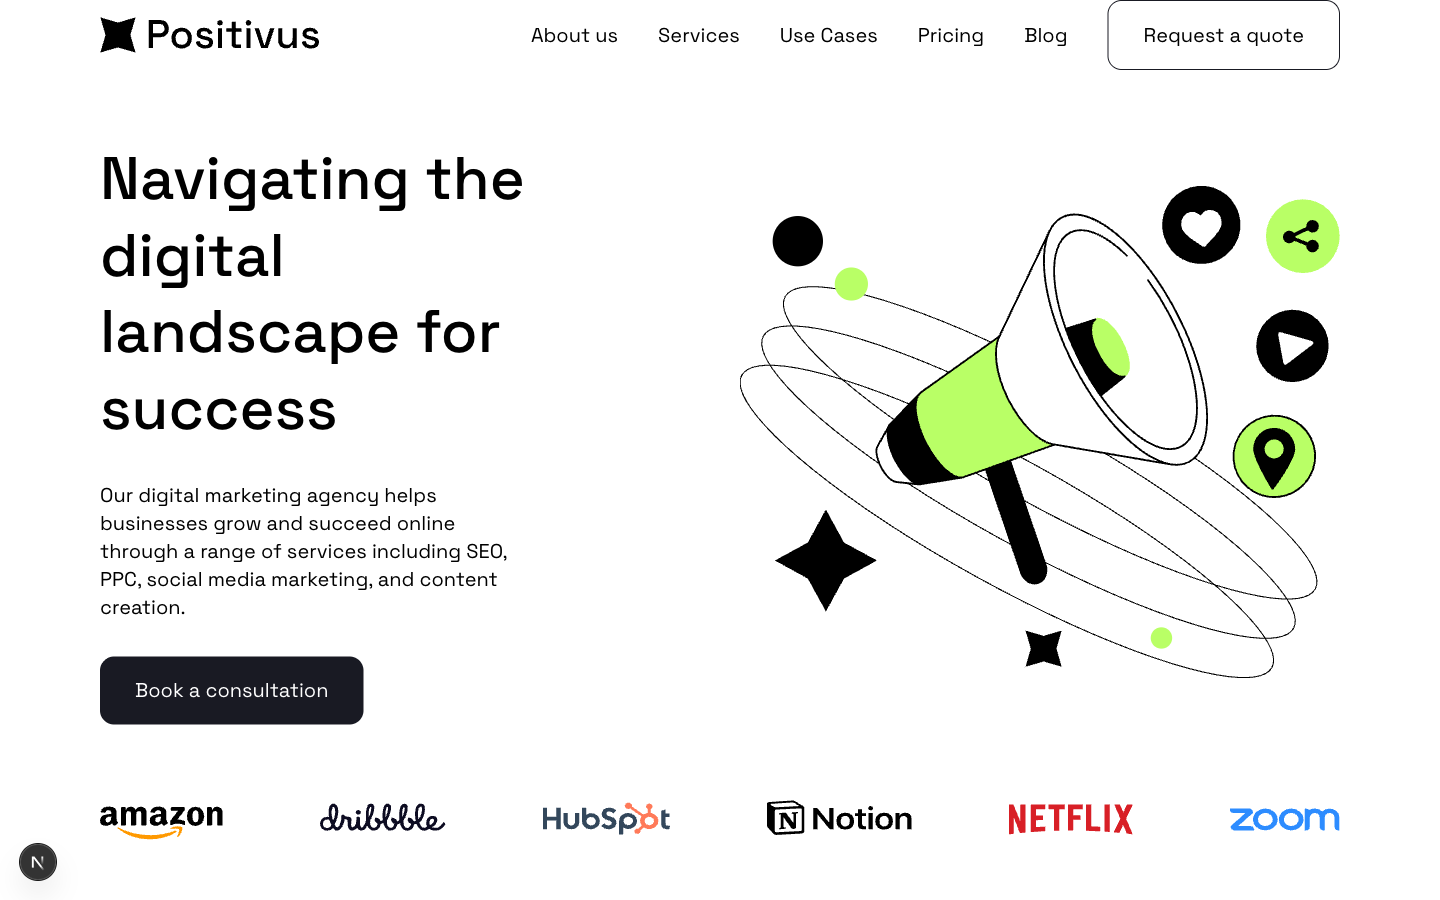 Positivus
About us
Services
Use Cases
Pricing
Blog
Request a quote
Navigating the
digital
landscape for
success
Our digital marketing agency helps
businesses grow and succeed online
through a range of services including SEO,
PPC, social media marketing, and content
creation.
Book a consultation
amazon
dribbble
HubSpot
Notion
NETFLIX
zoom
N